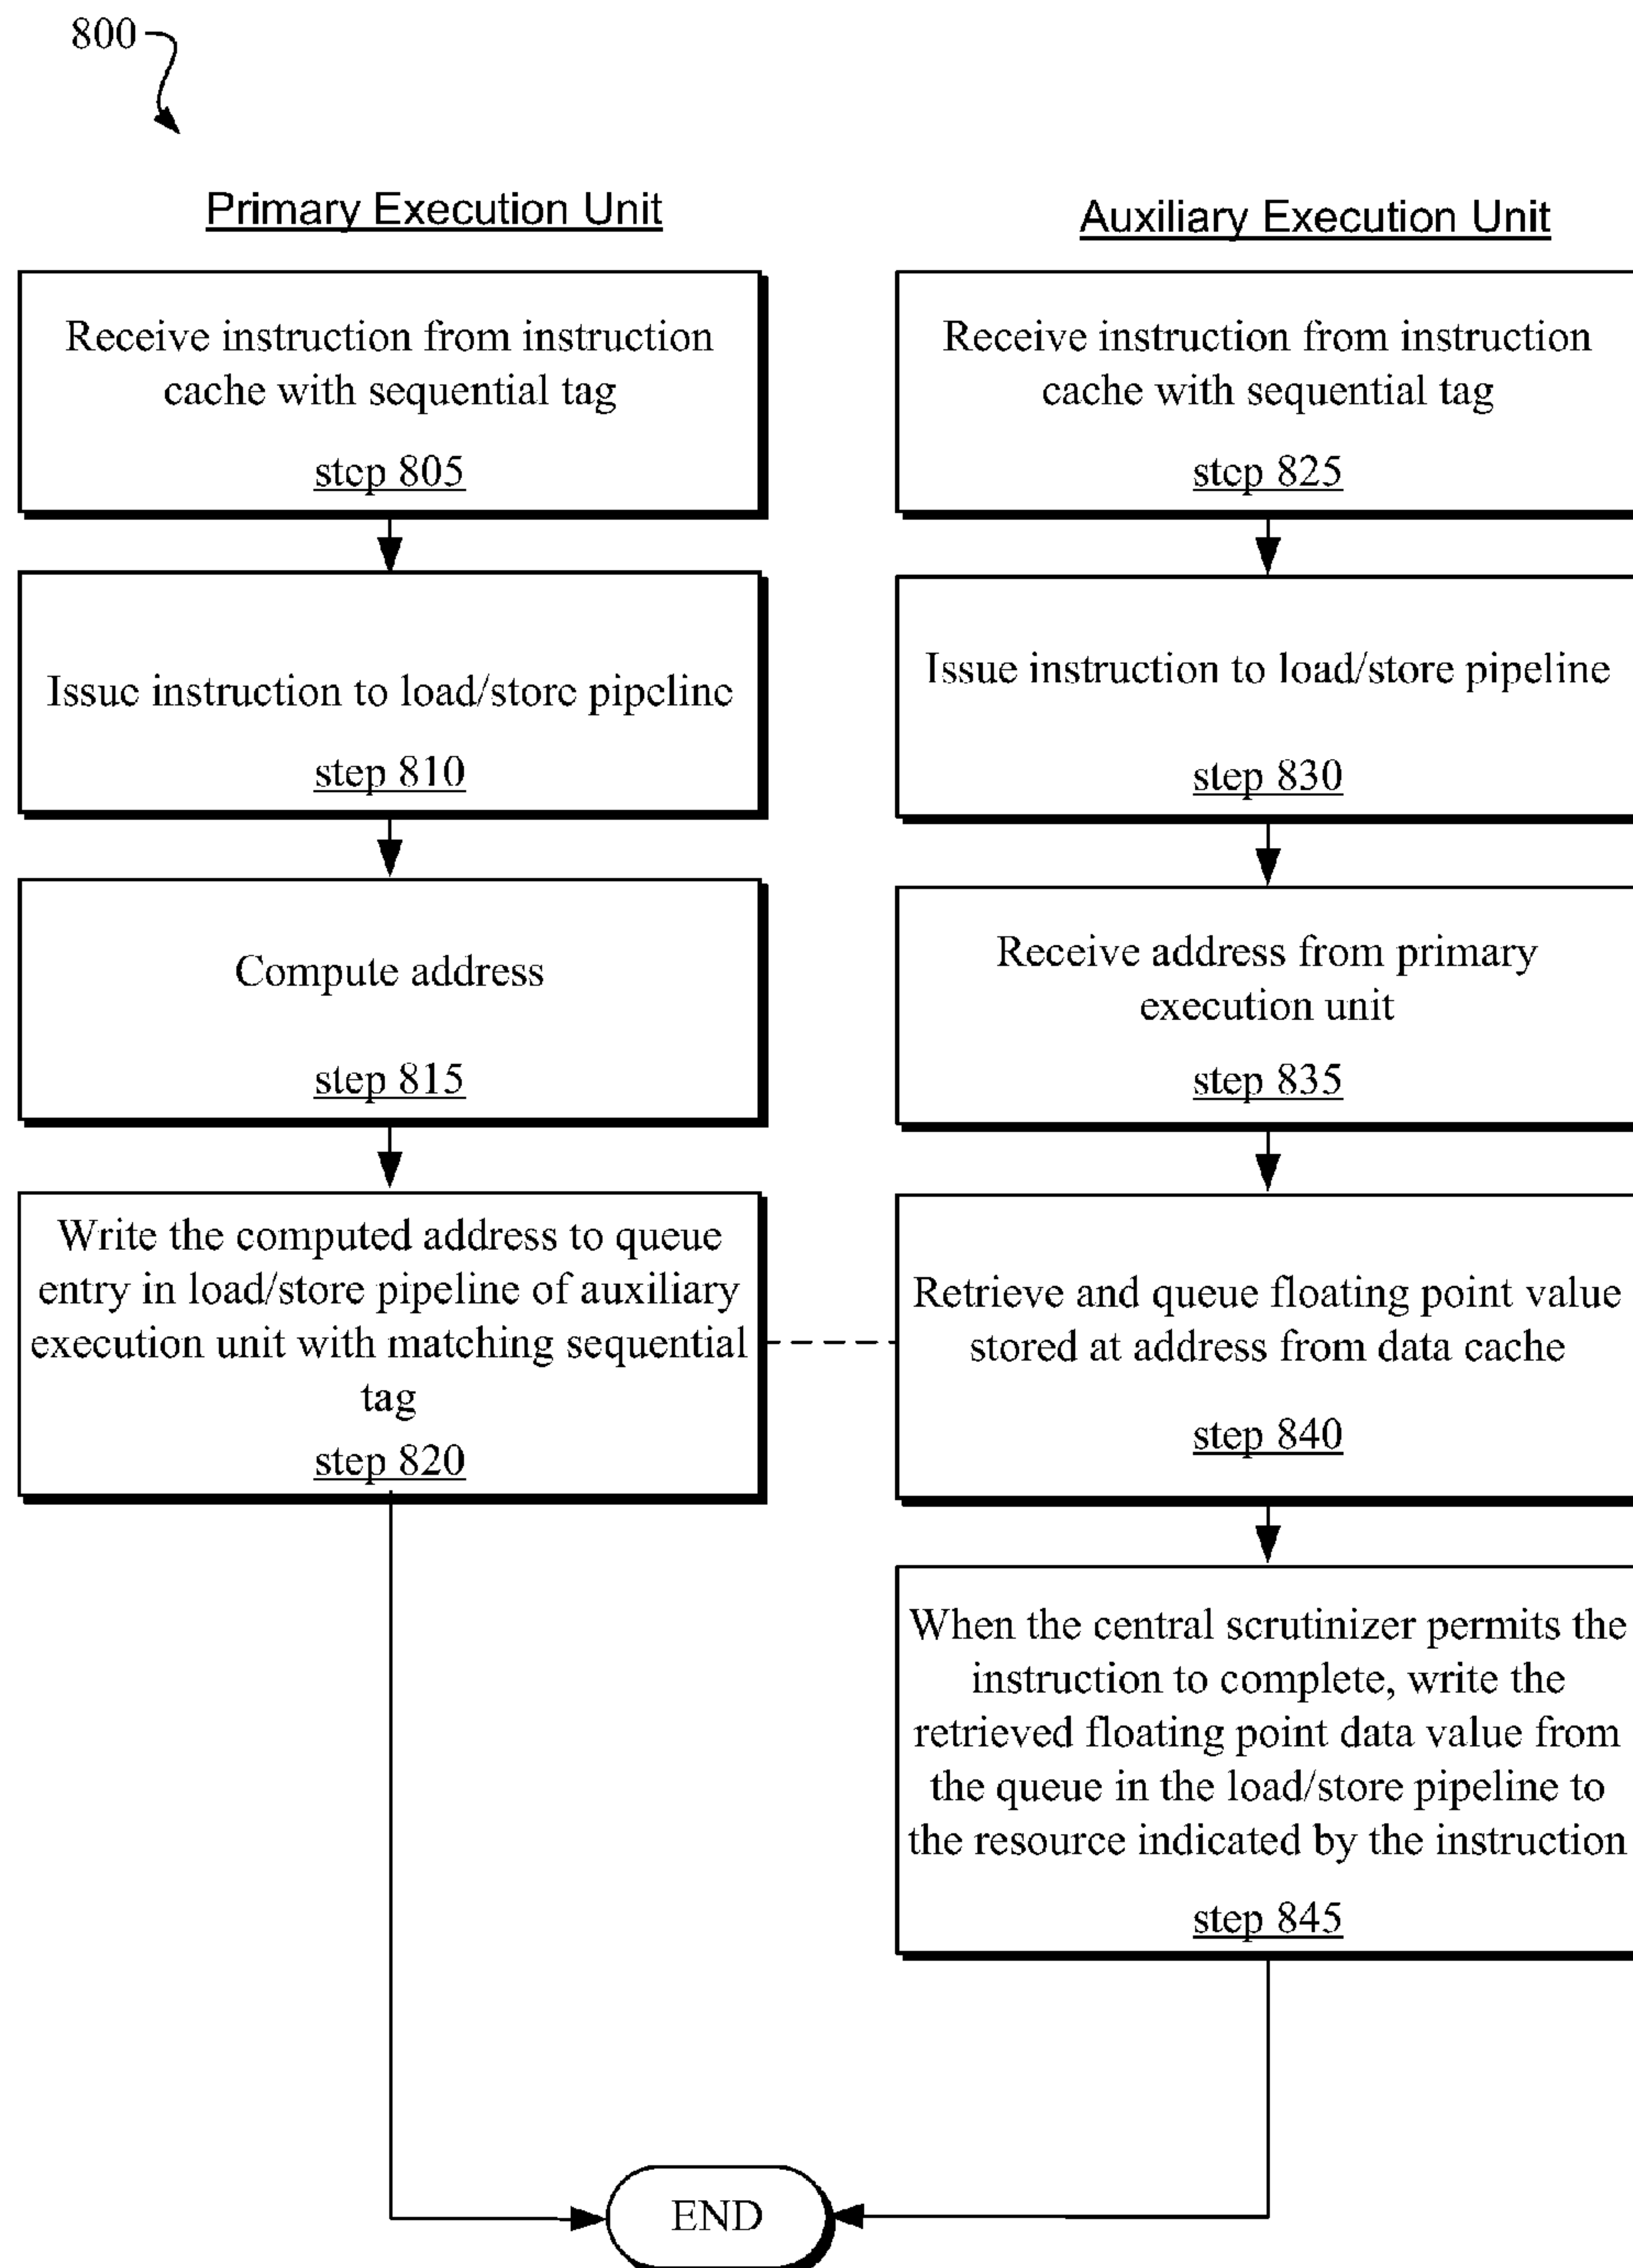 800
Primary Execution Unit
Receive instruction from instruction
cache with sequential tag
step 805
Issue instruction to load/store pipeline
step 810
Compute address
step 815
Write the computed address to queue
entry in load/store pipeline of auxiliary
execution unit with matching sequential
tag
step 820
Auxiliary Execution Unit
Receive instruction from instruction
cache with sequential tag
step 825
Issue instruction to load/store pipeline
step 830
Receive address from primary
execution unit
step 835
Retrieve and queue floating point value
stored at address from data cache
step 840
When the central scrutinizer permits the
instruction to complete, write the
retrieved floating point data value from
the queue in the load/store pipeline to
the resource indicated by the instruction
step 845
END